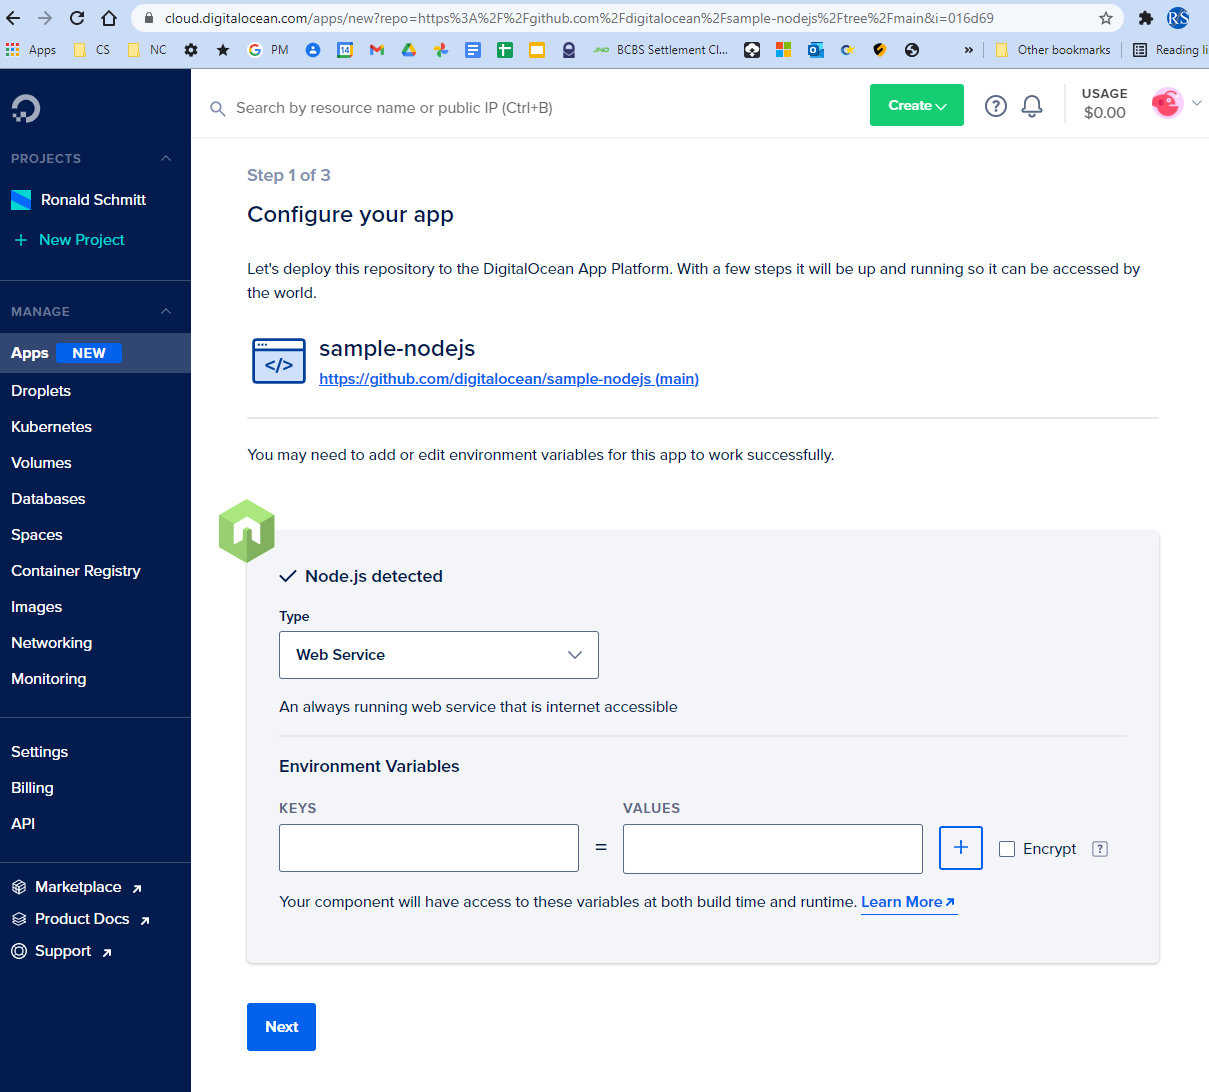 cloud.digitalocean.com/apps/new?repo=https%3A%2F%2Fgithub.com%2Fdigitalocean%2Fsample-nodejs%2Ftree%2Fmain&i=016d69
RS
Apps CS NC PM 14 BCBS Settlement Cl... » Other bookmarks Reading li
Search by resource name or public IP (Ctrl+B)
Create
?
USAGE
$0.00
PROJECTS
Ronald Schmitt
+ New Project
MANAGE
Apps NEW
Droplets
Kubernetes
Volumes
Databases
Spaces
Container Registry
Images
Networking
Monitoring
Settings
Billing
API
Marketplace
Product Docs
Support
Step 1 of 3
Configure your app
Let's deploy this repository to the DigitalOcean App Platform. With a few steps it will be up and running so it can be accessed by
the world.
</>
sample-nodejs
https://github.com/digitalocean/sample-nodejs (main)
You may need to add or edit environment variables for this app to work successfully.
Node.js detected
Type
Web Service
An always running web service that is internet accessible
Environment Variables
KEYS VALUES
= + Encrypt ?
Your component will have access to these variables at both build time and runtime. Learn More
Next